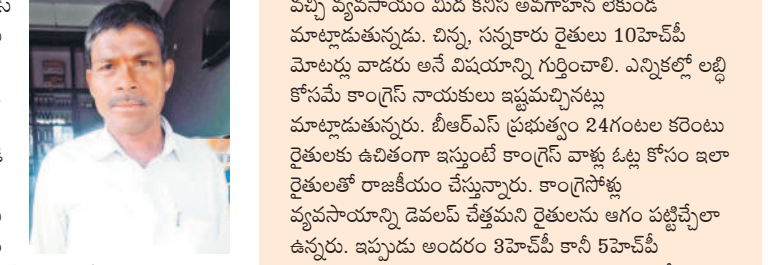 వచ్చి వ్యవసాయం మీద కనీస అవగాహన లేకుండ
మాట్లాడుతున్నడు. చిన్న, సన్నకారు రైతులు 10హెచ్‌పీ
మోటర్లు వాడరు అనే విషయాన్ని గుర్తించాలి. ఎన్నికల్లో లబ్ధి
కోసమే కాంగ్రెస్ నాయకులు ఇష్టమచ్చినట్లు
మాట్లాడుతున్నరు. బీఆర్ఎస్ ప్రభుత్వం 24గంటల కరెంటు
రైతులకు ఉచితంగా ఇస్తుంటే కాంగ్రెస్ వాళ్లు ఓట్ల కోసం ఇలా
రైతులతో రాజకీయం చేస్తున్నారు. కాంగ్రెసోళ్లు
వ్యవసాయాన్ని డెవలప్ చేత్తమని రైతులను ఆగం పట్టిచ్చేలా
ఉన్నరు. ఇప్పుడు అందరం 3హెచ్‌పీ కానీ 5హెచ్‌పీ